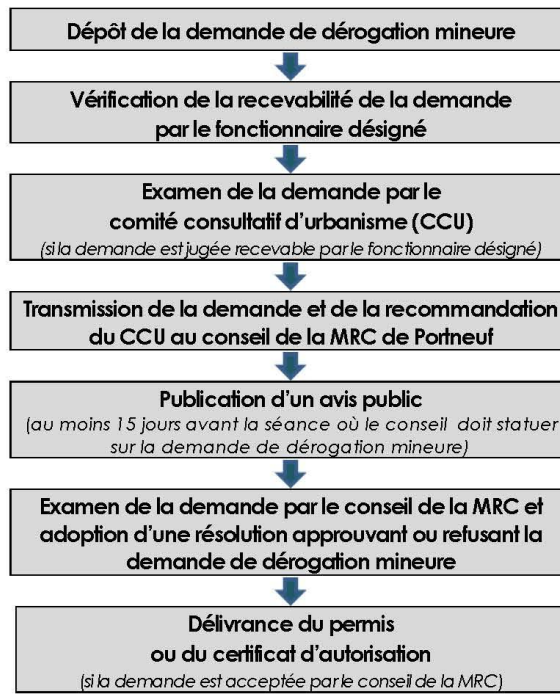 Dépôt de la demande de dérogation mineure
Vérification de la recevabilité de la demande
par le fonctionnaire désigné
Examen de la demande par le
comité consultatif d'urbanisme (CCU)
(si la demande est jugée recevable par le fonctionnaire désigné)
Transmission de la demande et de la recommandation
du CCU au conseil de la MRC de Portneuf
Publication d'un avis public
(au moins 15 jours avant la séance où le conseil doit statuer
sur la demande de dérogation mineure)
Examen de la demande par le conseil de la MRC et
adoption d'une résolution approuvant ou refusant la
demande de dérogation mineure
Délivrance du permis
ou du certificat d'autorisation
(si la demande est acceptée par le conseil de la MRC)